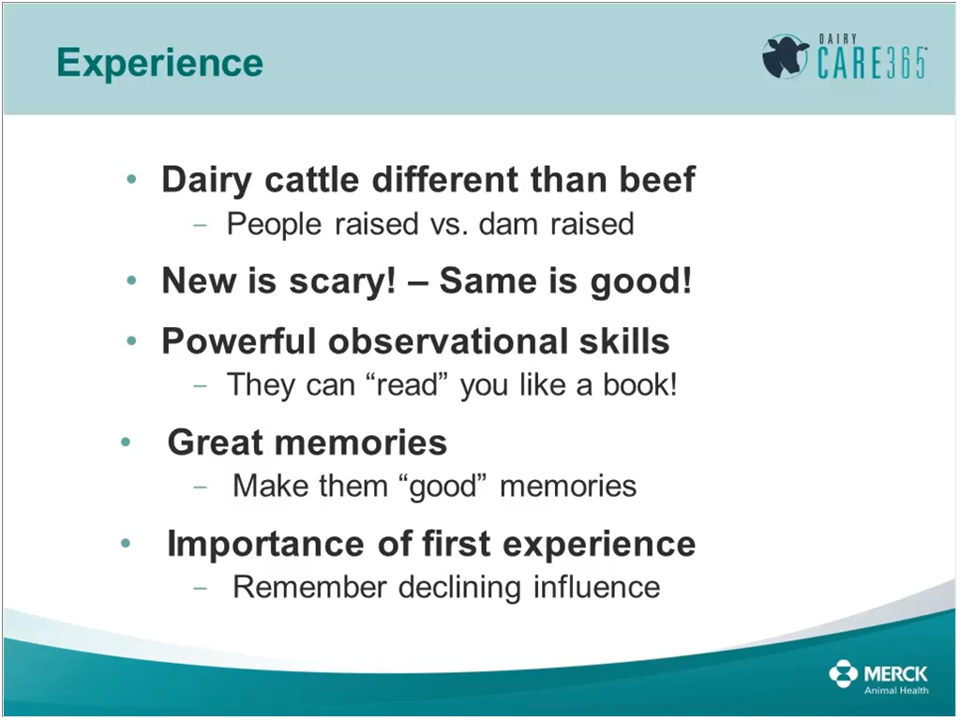 Experience
DAIRY
CARE365™
• Dairy cattle different than beef
– People raised vs. dam raised
• New is scary! – Same is good!
• Powerful observational skills
– They can “read” you like a book!
• Great memories
– Make them “good” memories
• Importance of first experience
– Remember declining influence
MERCK
Animal Health